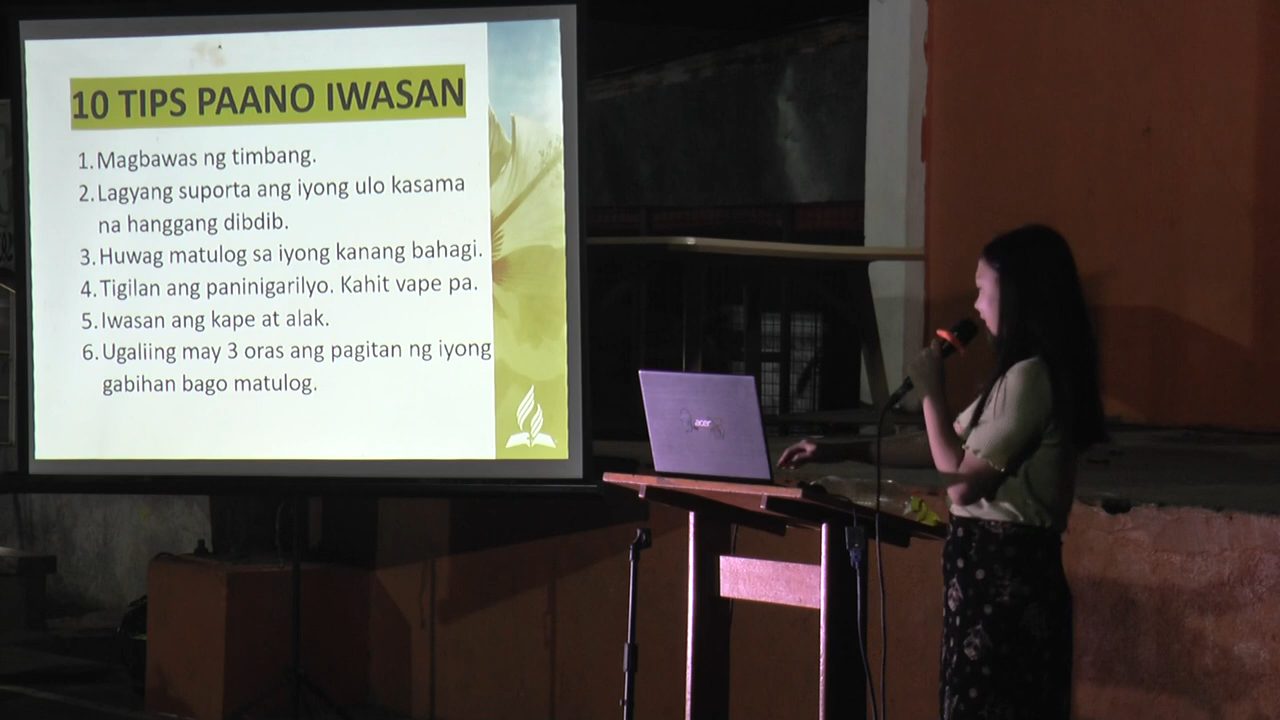 10 TIPS PAANO IWASAN
1. Magbawas ng timbang.
2. Lagyang suporta ang iyong ulo kasama
na hanggang dibdib.
3. Huwag matulog sa iyong kanang bahagi.
4. Tigilan ang paninigarilyo. Kahit vape pa.
5. Iwasan ang kape at alak.
6. Ugaliing may 3 oras ang pagitan ng iyong
gabihan bago matulog.
acer